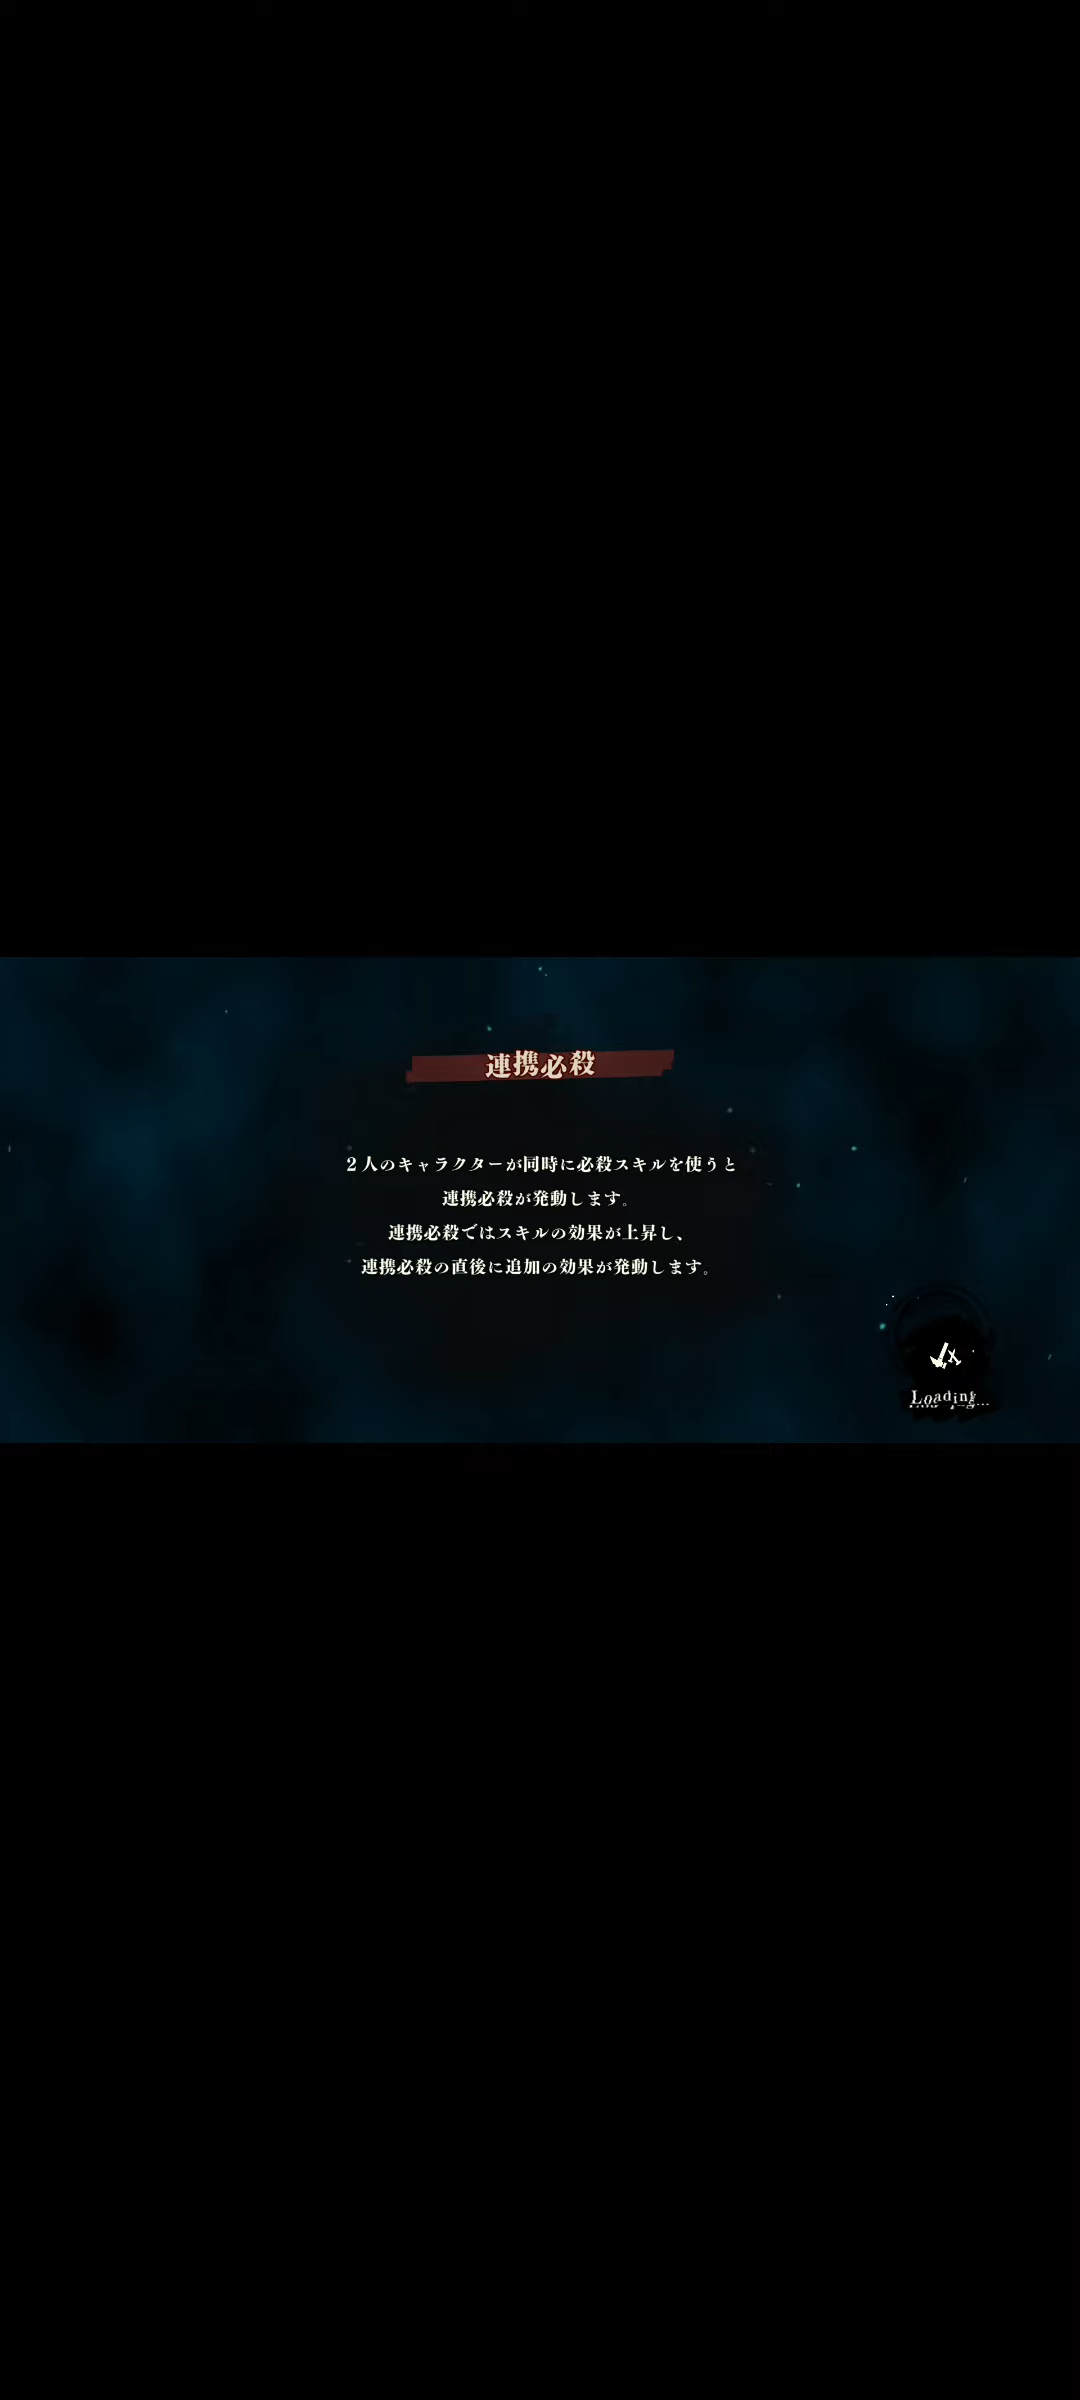 連携必殺
2人のキャラクターが同時に必殺スキルを使うと
連携必殺が発動します。
連携必殺ではスキルの効果が上昇し、
連携必殺の直後に追加の効果が発動します。
Loading...